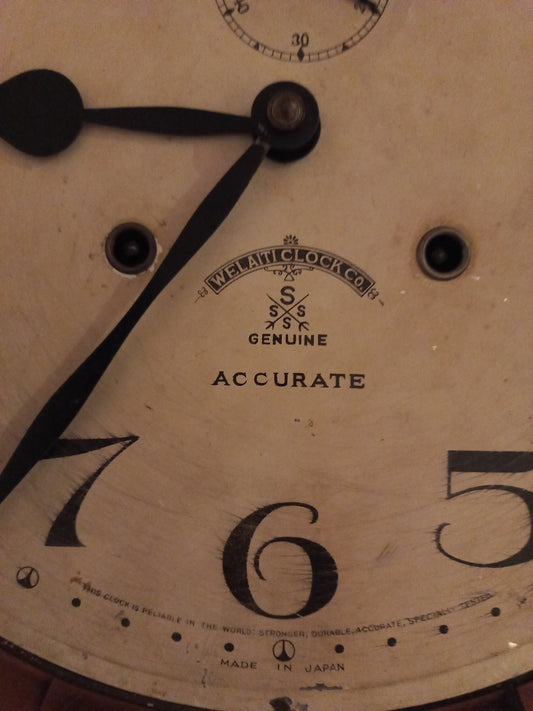 30
WELAITI CLOCK CO.
S
S S
S
GENUINE
ACCURATE
7 6 5
THIS CLOCK IS RELIABLE IN THE WORLD: STRONGER, DURABLE, ACCURATE, SPECIALLY TESTED
MADE IN JAPAN